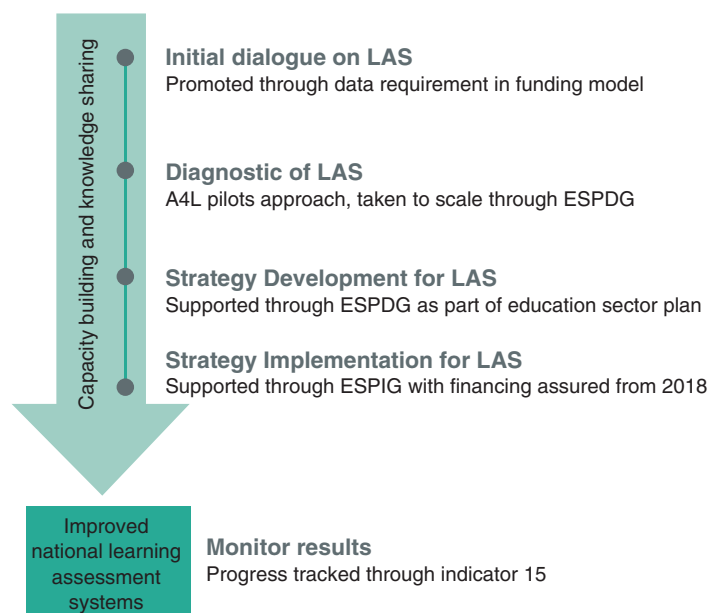 Capacity building and knowledge sharing
Initial dialogue on LAS
Promoted through data requirement in funding model
Diagnostic of LAS
A4L pilots approach, taken to scale through ESPDG
Strategy Development for LAS
Supported through ESPDG as part of education sector plan
Strategy Implementation for LAS
Supported through ESPIG with financing assured from 2018
Improved
national learning
assessment
systems
Monitor results
Progress tracked through indicator 15